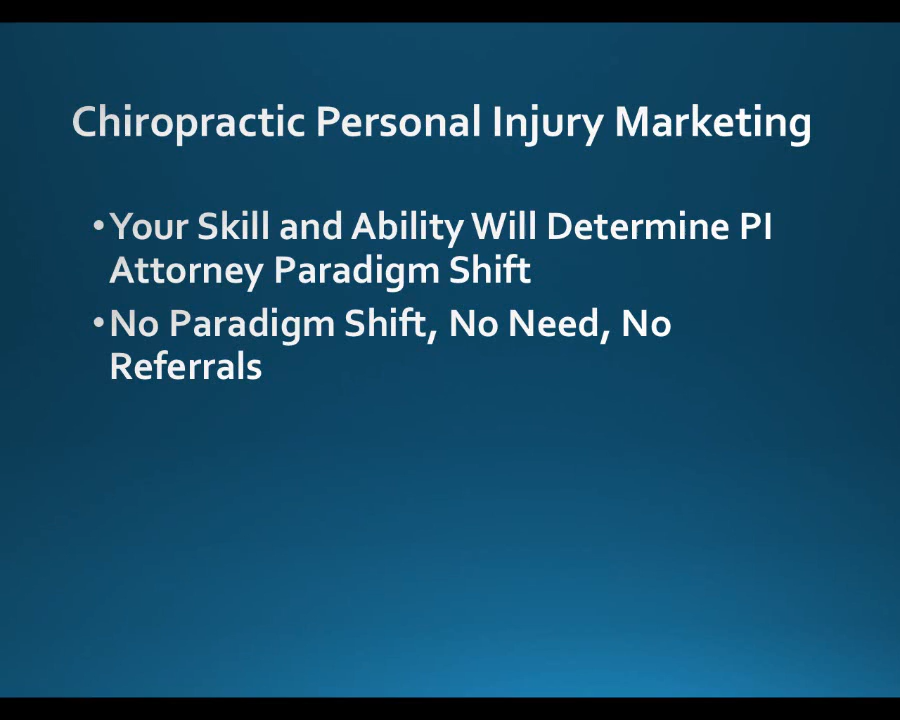 Chiropractic Personal Injury Marketing
•Your Skill and Ability Will Determine PI
Attorney Paradigm Shift
•No Paradigm Shift, No Need, No
Referrals